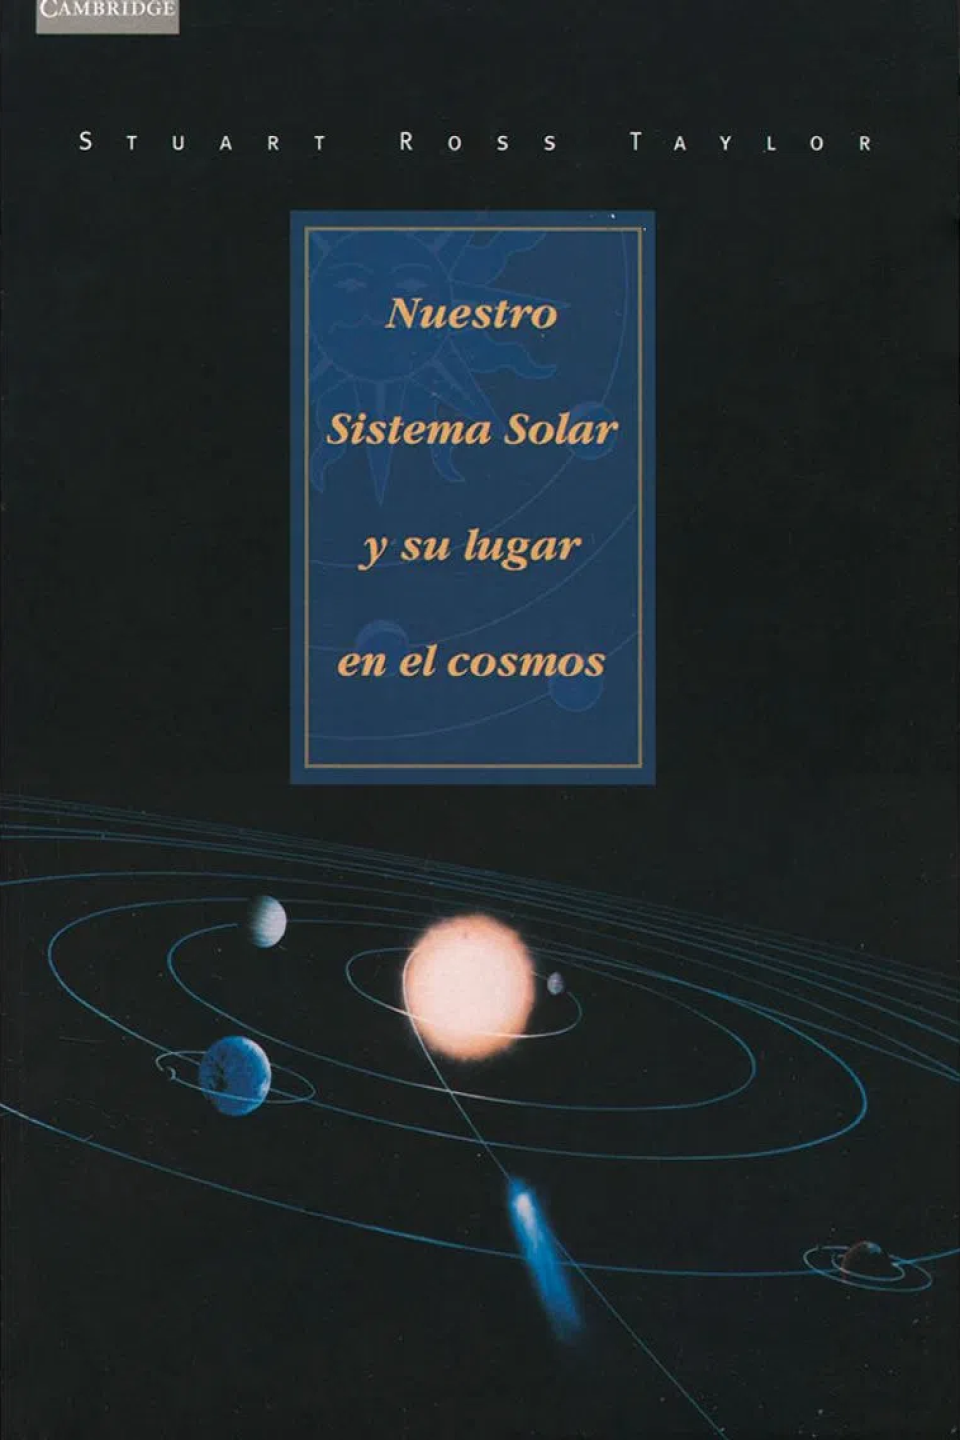 CAMBRIDGE
STUART ROSS TAYLOR
Nuestro
Sistema Solar
y su lugar
en el cosmos